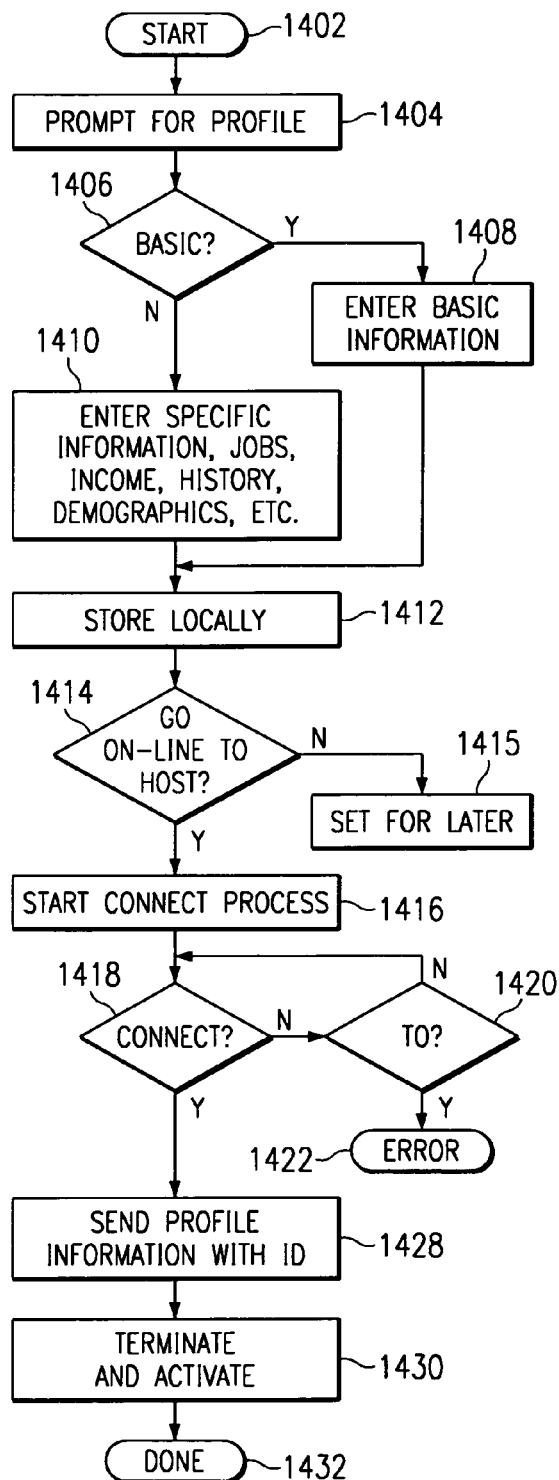 START
1402
PROMPT FOR PROFILE
1404
1406
BASIC?
Y
N
1408
ENTER BASIC
INFORMATION
1410
ENTER SPECIFIC
INFORMATION, JOBS,
INCOME, HISTORY,
DEMOGRAPHICS, ETC.
STORE LOCALLY
1412
1414
GO
ON-LINE TO
HOST?
N
Y
1415
SET FOR LATER
START CONNECT PROCESS
1416
1418
CONNECT?
N
Y
N
1420
TO?
Y
1422
ERROR
SEND PROFILE
INFORMATION WITH ID
1428
TERMINATE
AND ACTIVATE
1430
DONE
1432